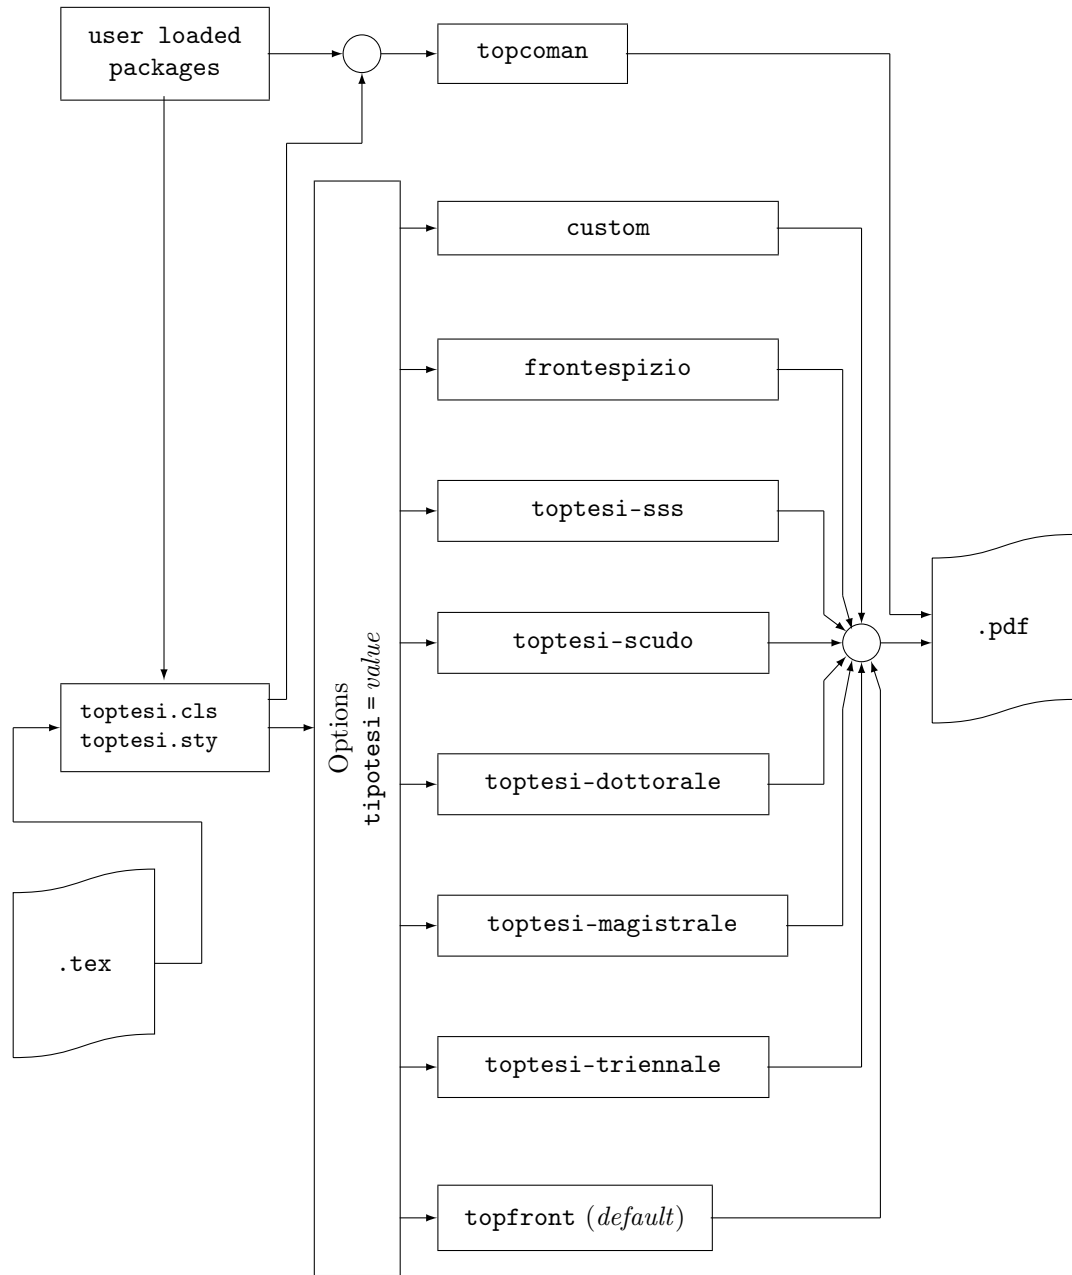 user loaded
packages
topcoman
custom
frontespizio
toptesi-sss
toptesi-scudo
.pdf
toptesi.cls
toptesi.sty
Options
tipotesi = value
toptesi-dottorale
toptesi-magistrale
.tex
toptesi-triennale
topfront (default)